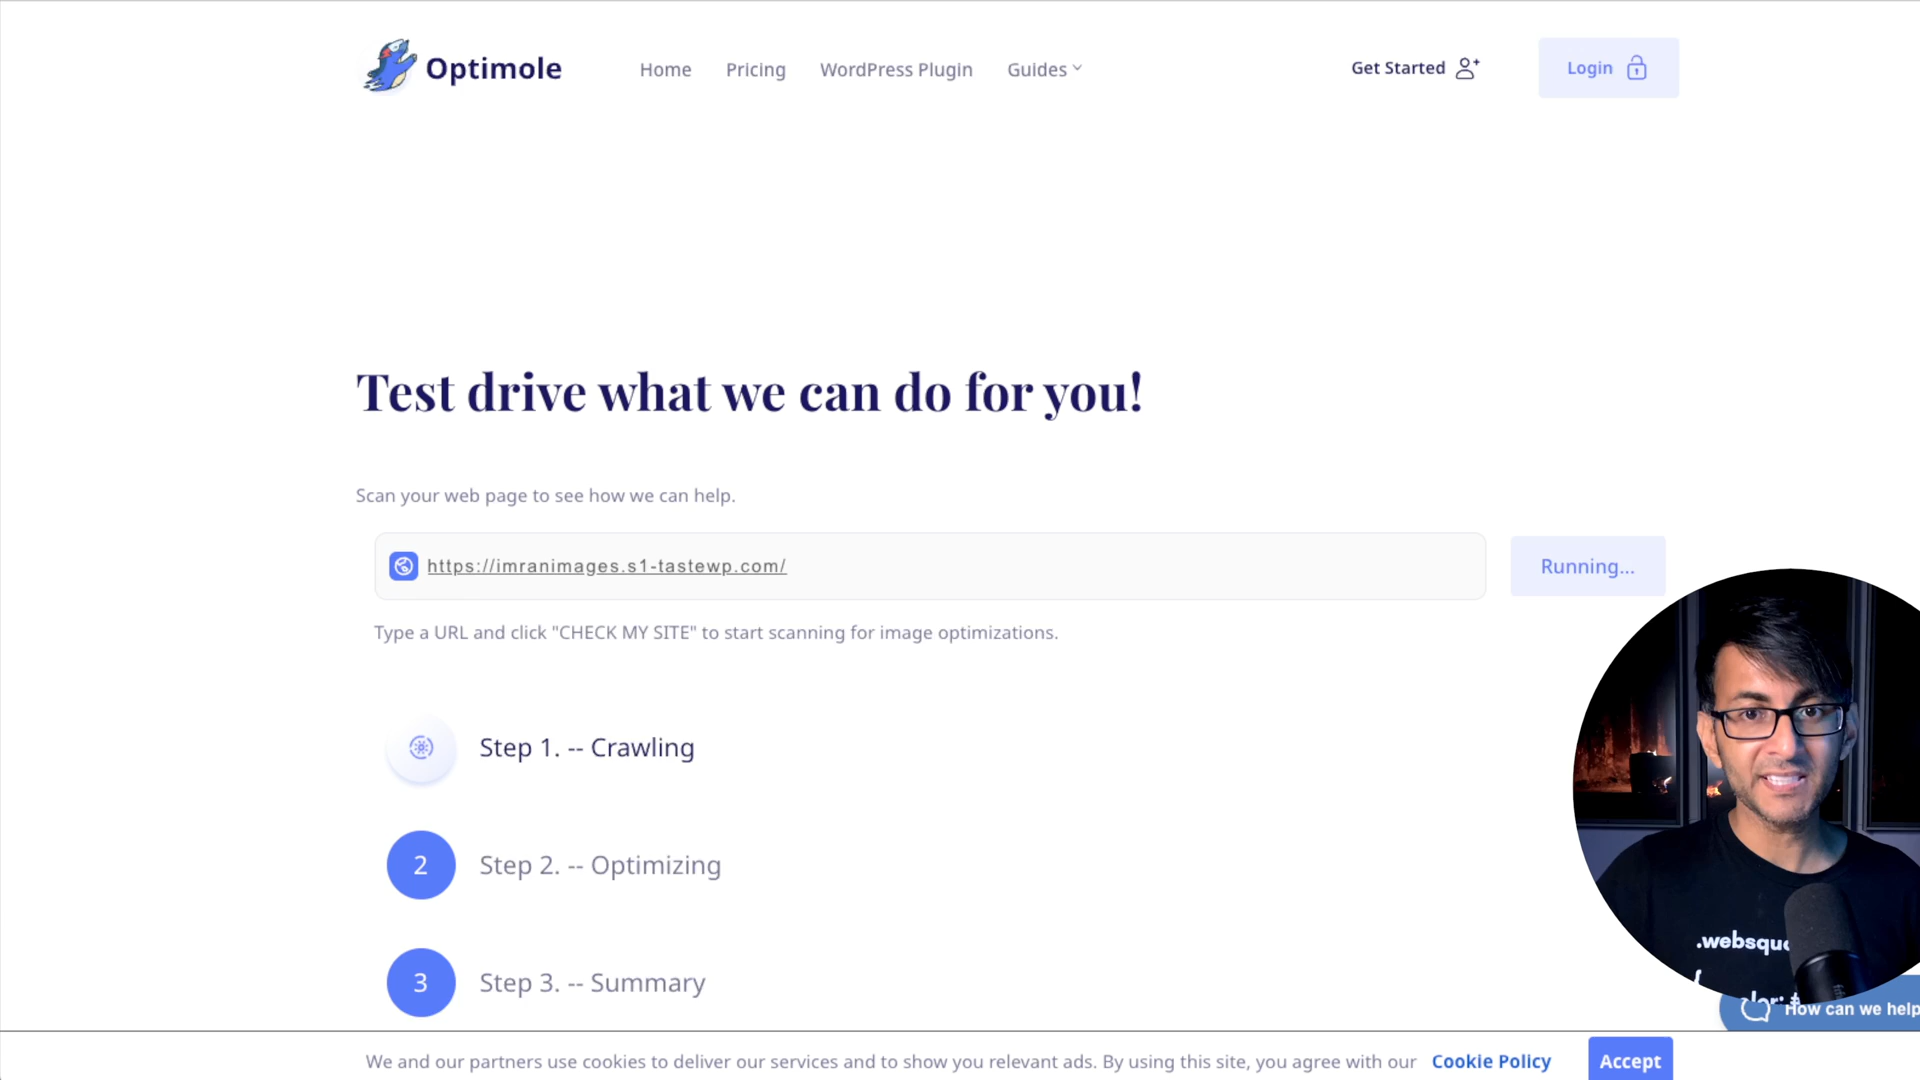 Optimole
Home
Pricing
WordPress Plugin
Guides
Get Started
Login
Test drive what we can do for you!
Scan your web page to see how we can help.
https://imranimages.s1-tastewp.com/
Running...
Type a URL and click "CHECK MY SITE" to start scanning for image optimizations.
Step 1. -- Crawling
2
Step 2. -- Optimizing
3
Step 3. -- Summary
.websqu
{
How can we help
We and our partners use cookies to deliver our services and to show you relevant ads. By using this site, you agree with our Cookie Policy
Accept